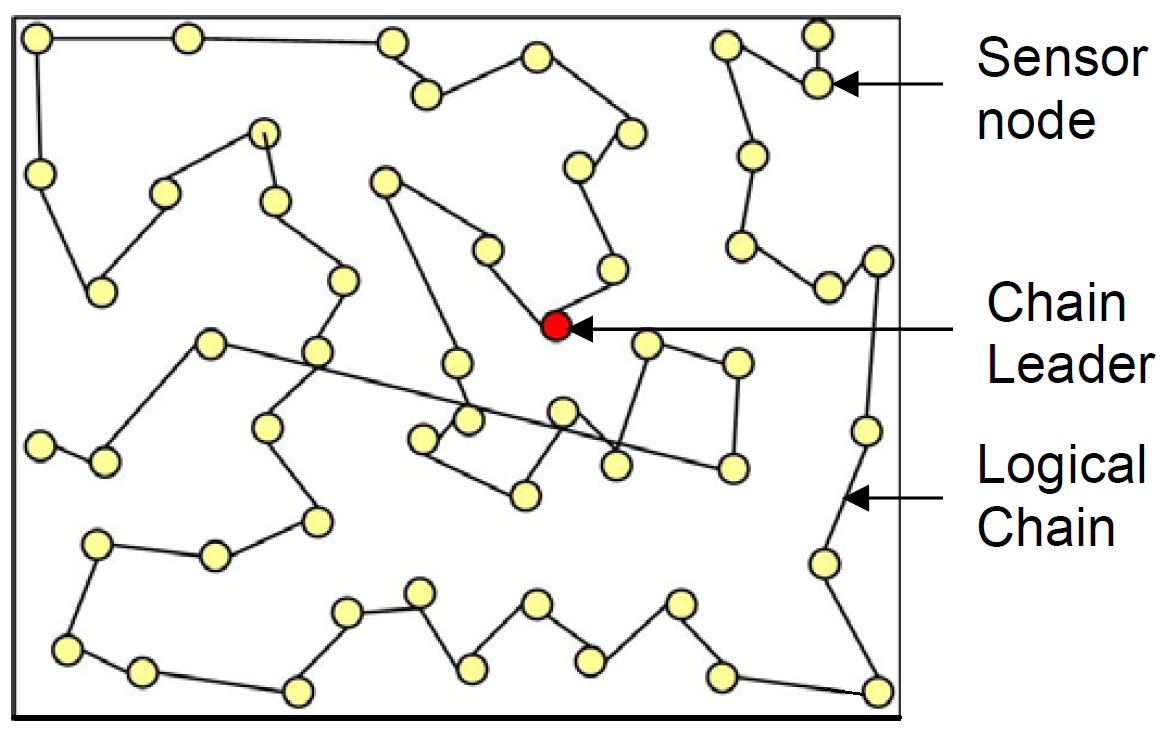 Sensor
node
Chain
Leader
Logical
Chain